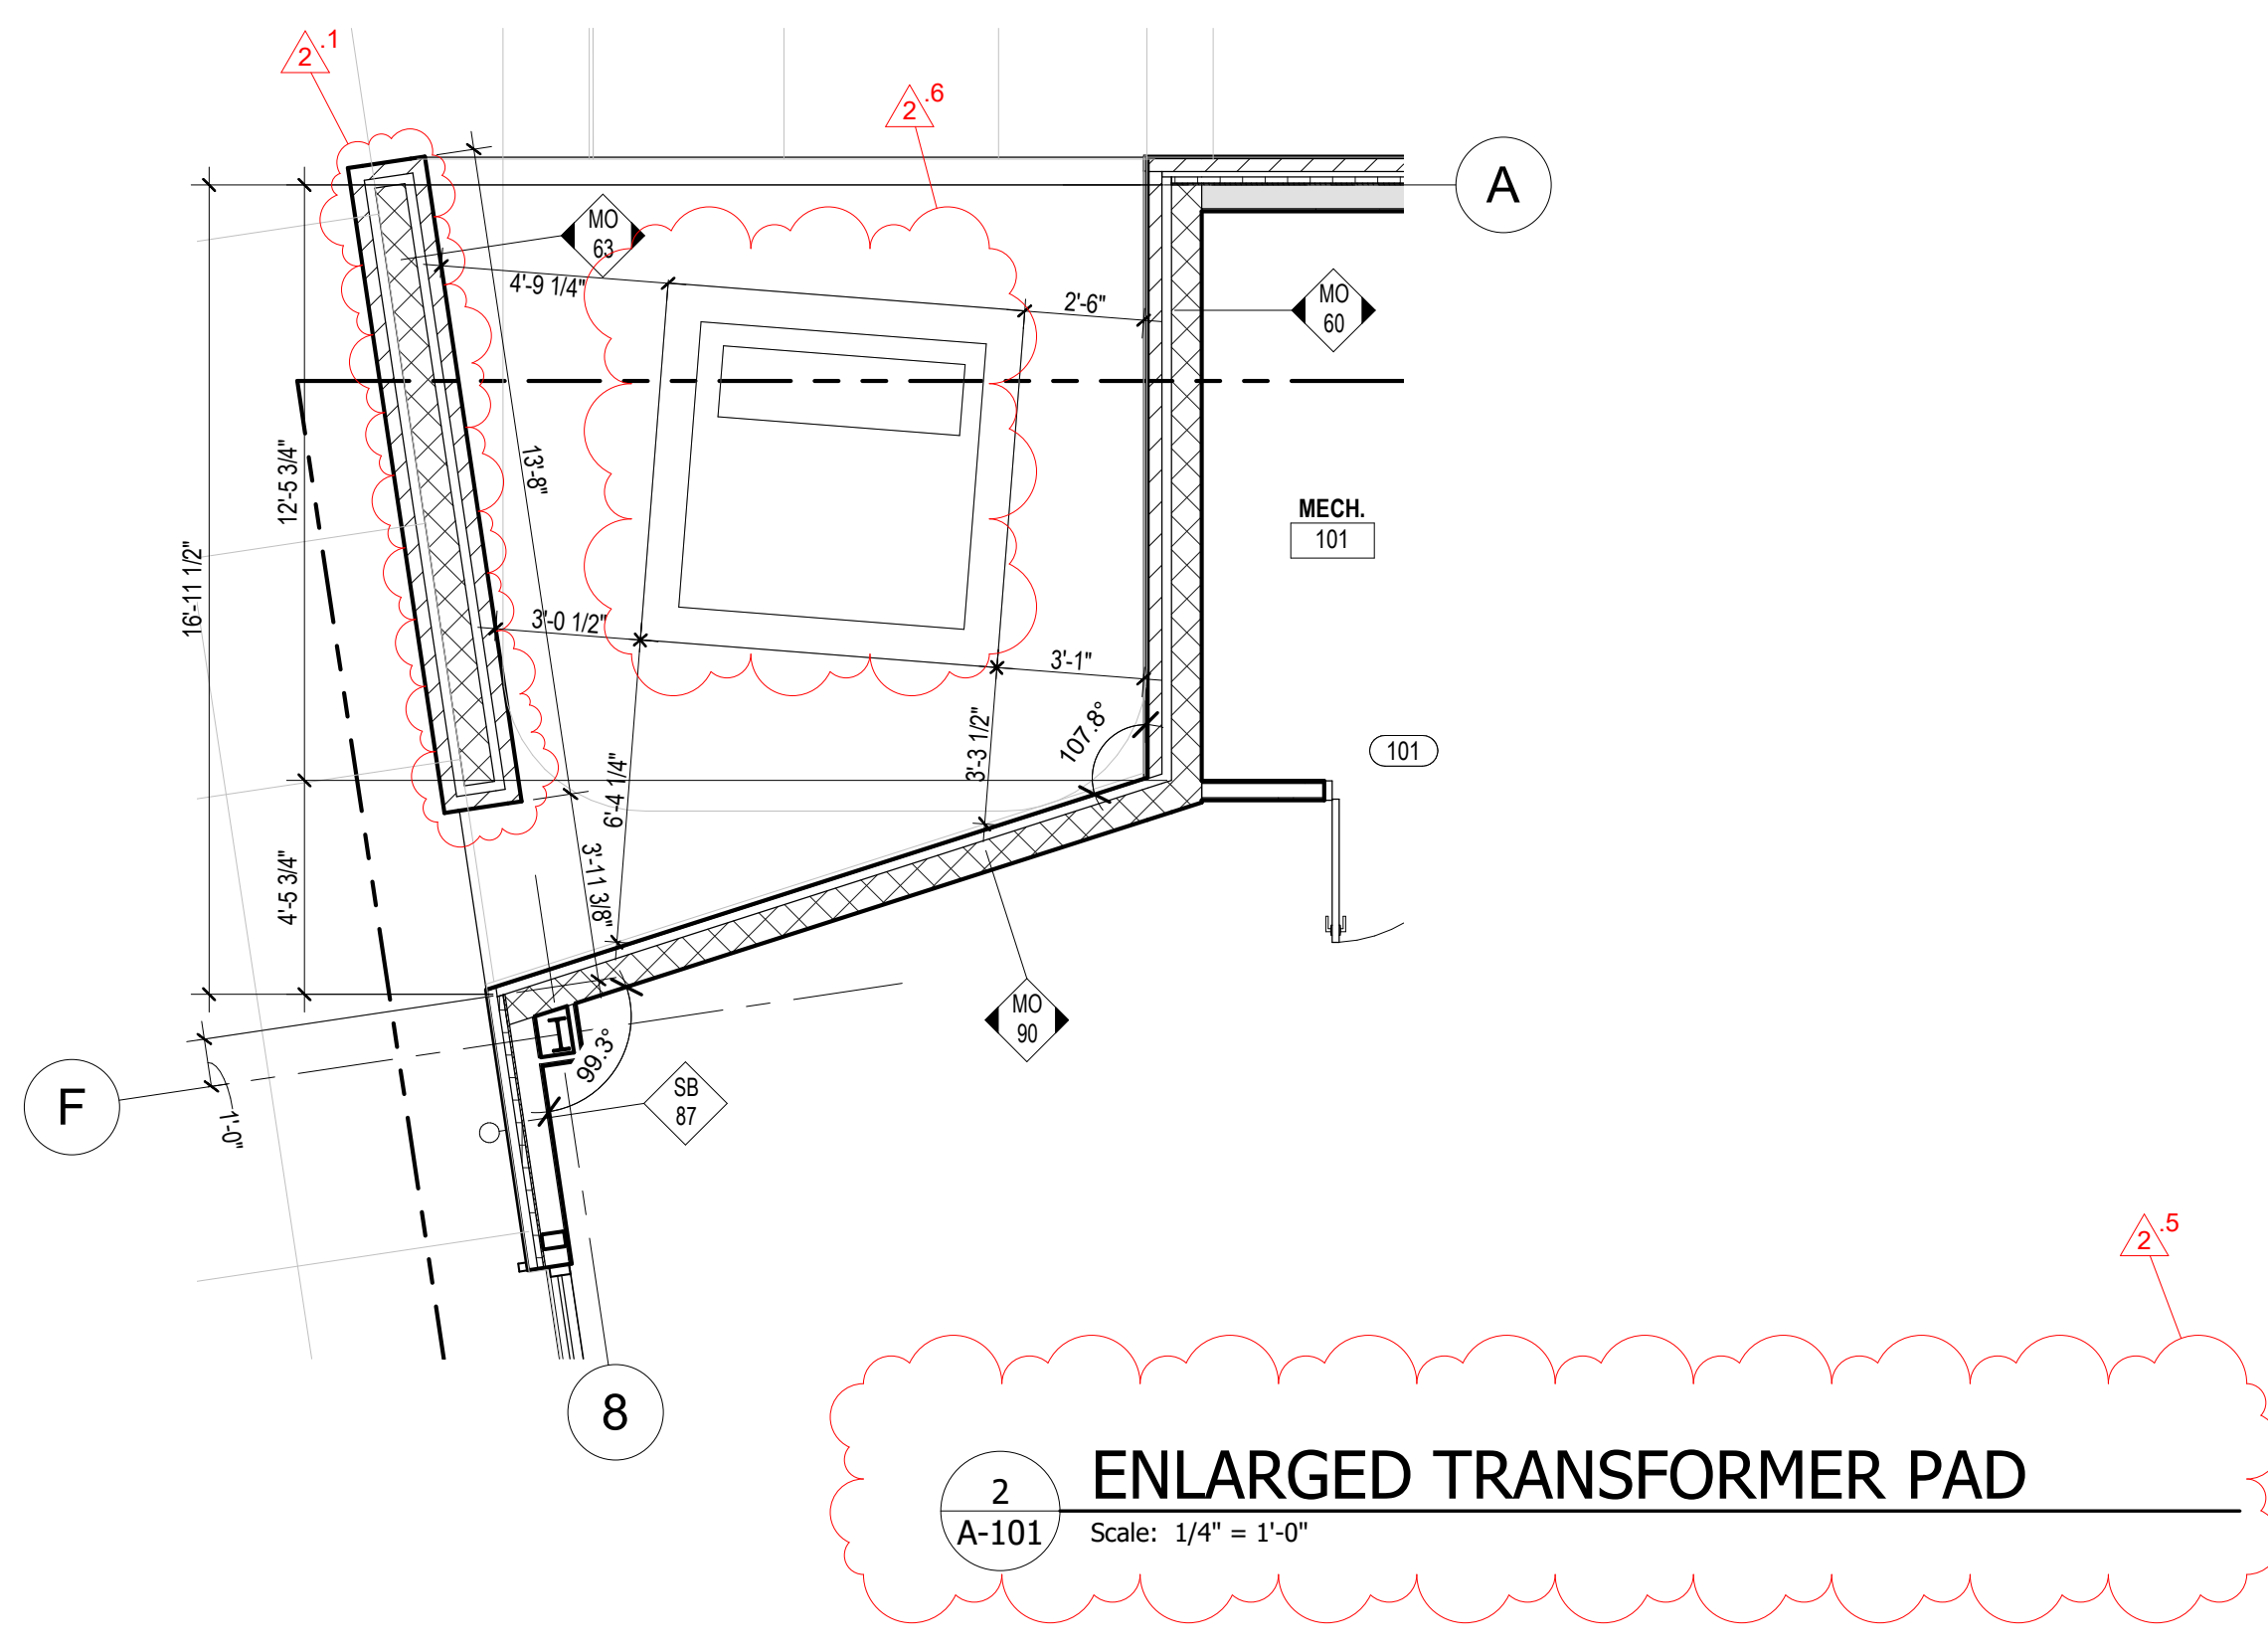 2 .1
2 .6
A
MO
63
4'-9 1/4"
2'-6"
MO
60
12'-5 3/4"
13'-8"
MECH.
101
16'-11 1/2"
3'-0 1/2"
3'-1"
107.8°
3'-3 1/2"
101
6'-4 1/4"
3'-11 3/8"
4'-5 3/4"
MO
90
99.3°
F
SB
87
1'-0"
2 .5
8
2
A-101
ENLARGED TRANSFORMER PAD
Scale: 1/4" = 1'-0"